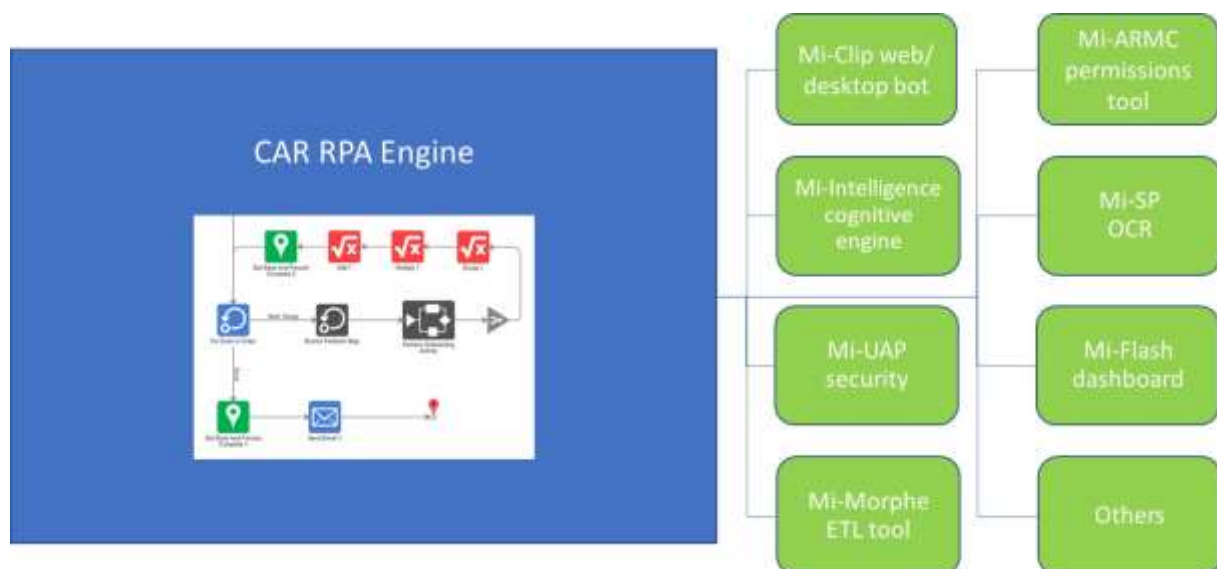 CAR RPA Engine
Mi-Clip web/
desktop bot
Mi-Intelligence
cognitive
engine
Mi-UAP
security
Mi-Morphe
ETL tool
Mi-ARMC
permissions
tool
Mi-SP
OCR
Mi-Flash
dashboard
Others